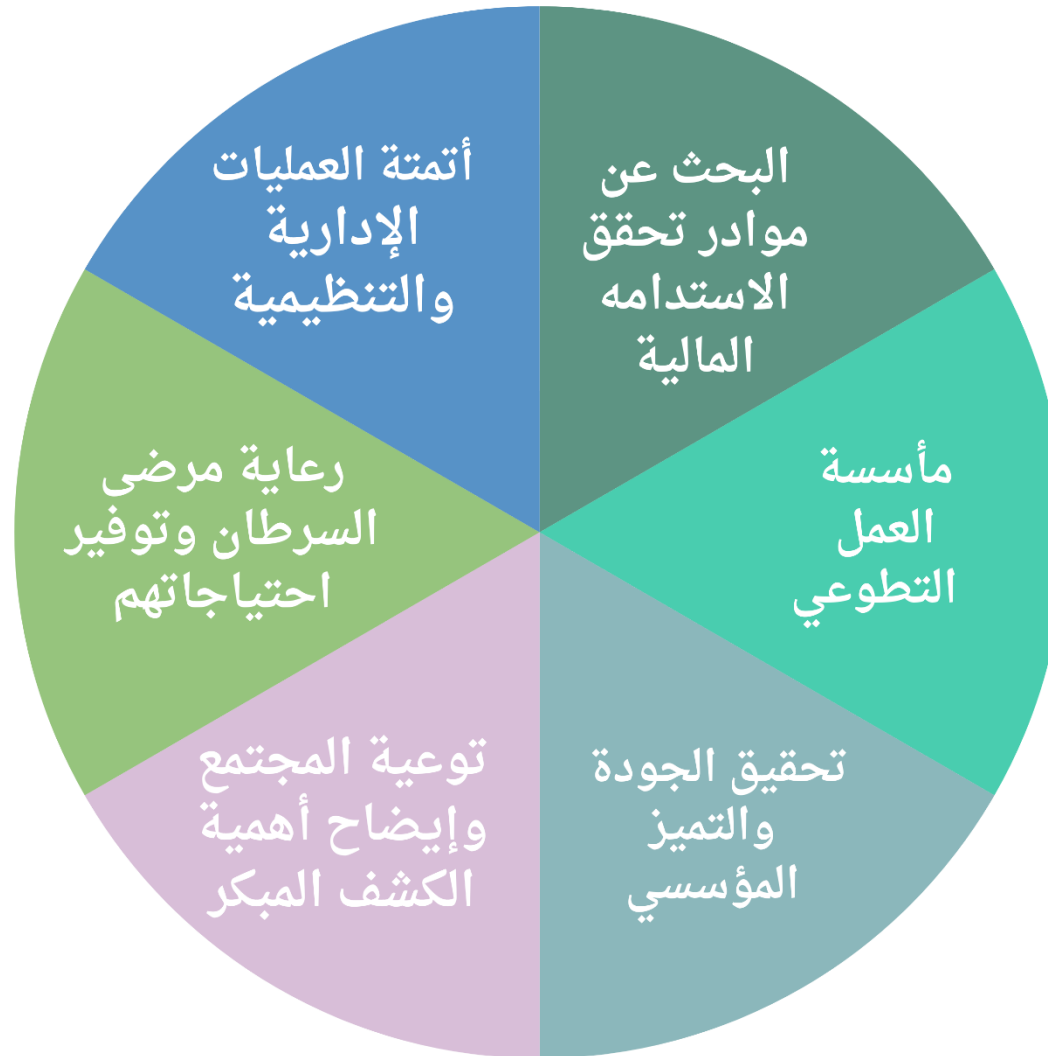 البحث عن
موادر تحقق
الاستدامه
المالية
مأسسة
العمل
التطوعي
تحقيق الجودة
والتميز
المؤسسي
توعية المجتمع
وإيضاح أهمية
الكشف المبكر
رعاية مرضى
السرطان وتوفير
احتياجاتهم
أتمتة العمليات
الإدارية
والتنظيمية